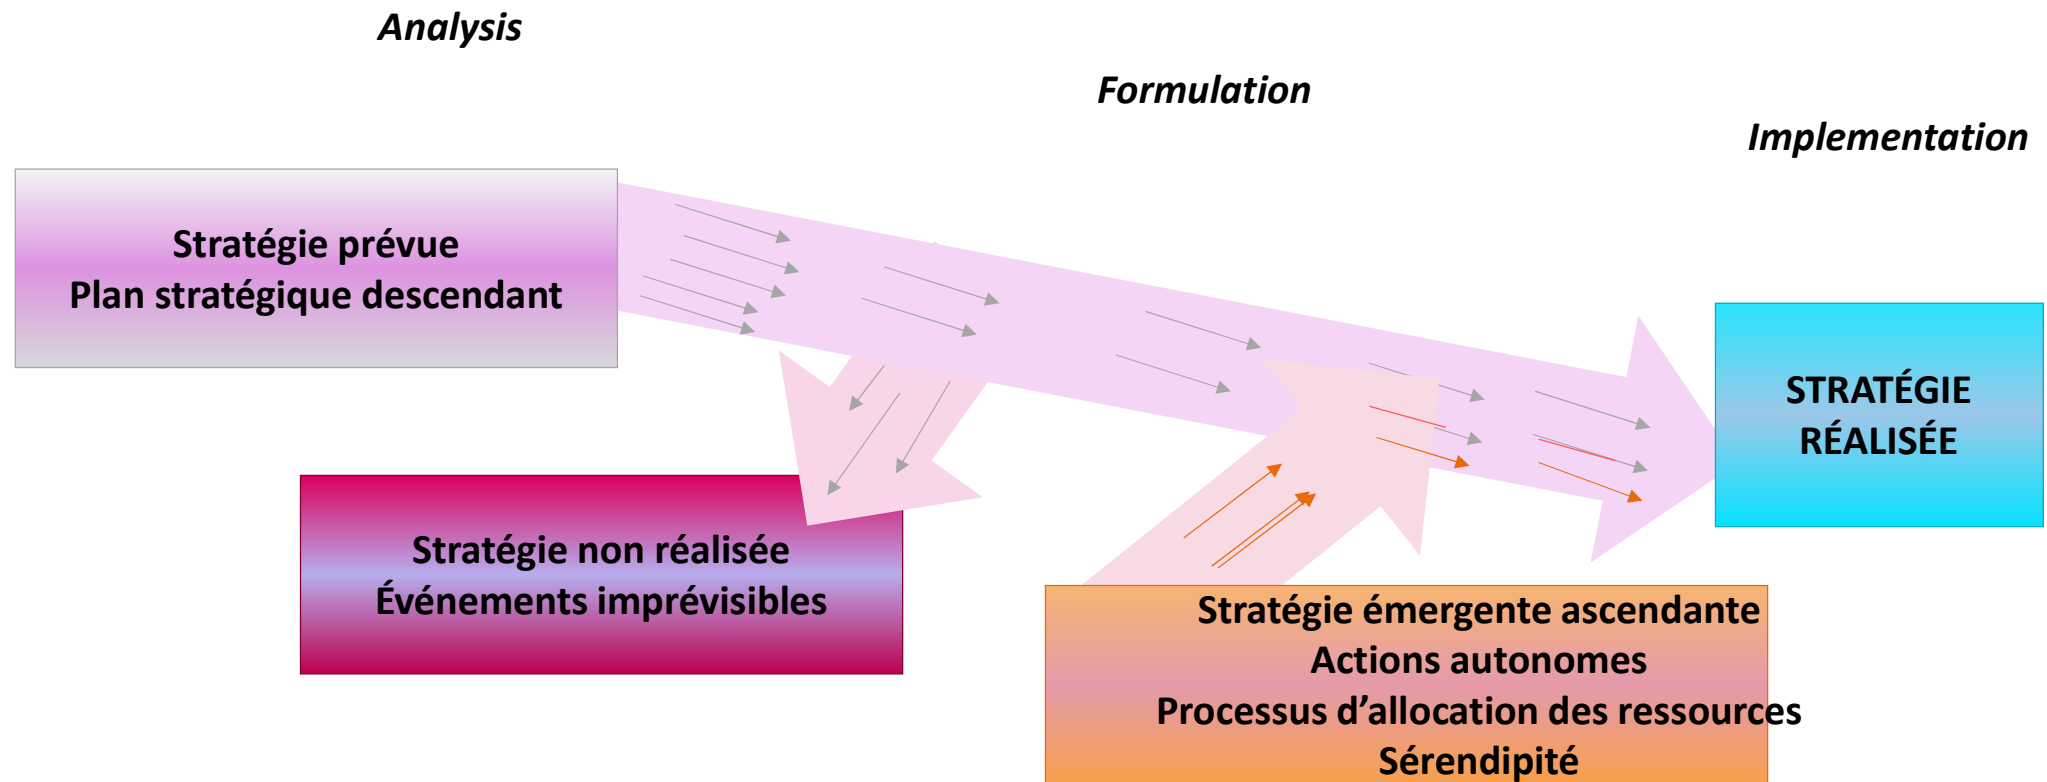 Analysis
Formulation
Implementation
Stratégie prévue
Plan stratégique descendant
STRATÉGIE
RÉALISÉE
Stratégie non réalisée
Événements imprévisibles
Stratégie émergente ascendante
Actions autonomes
Processus d’allocation des ressources
Sérendipité